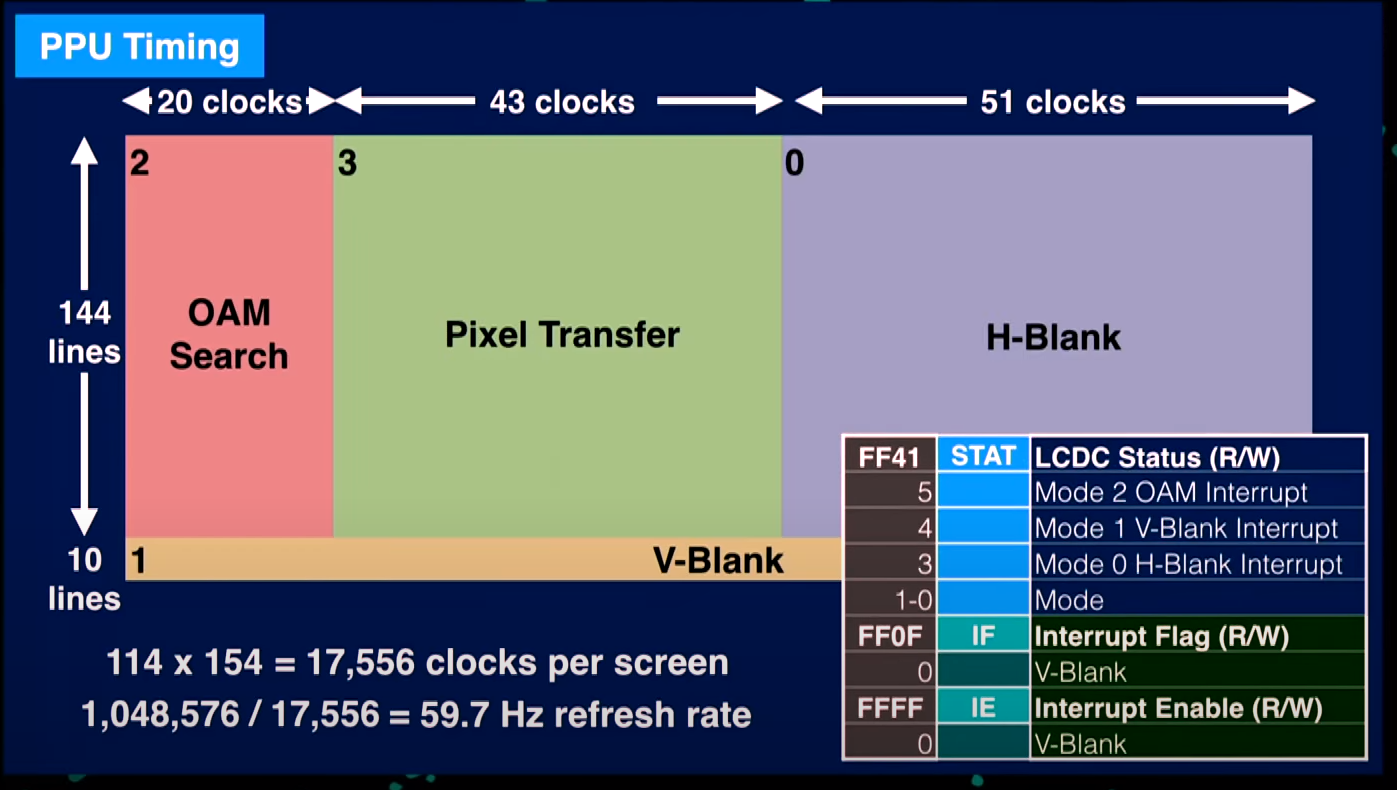 PPU Timing
20 clocks 43 clocks 51 clocks
2 3 0
144
lines
OAM
Search
Pixel Transfer
H-Blank
10
lines
1 V-Blank
114 x 154 = 17,556 clocks per screen
1,048,576 / 17,556 = 59.7 Hz refresh rate
FF41 STAT LCDC Status (R/W)
5 Mode 2 OAM Interrupt
4 Mode 1 V-Blank Interrupt
3 Mode 0 H-Blank Interrupt
1-0 Mode
FF0F IF Interrupt Flag (R/W)
0 V-Blank
FFFF IE Interrupt Enable (R/W)
0 V-Blank